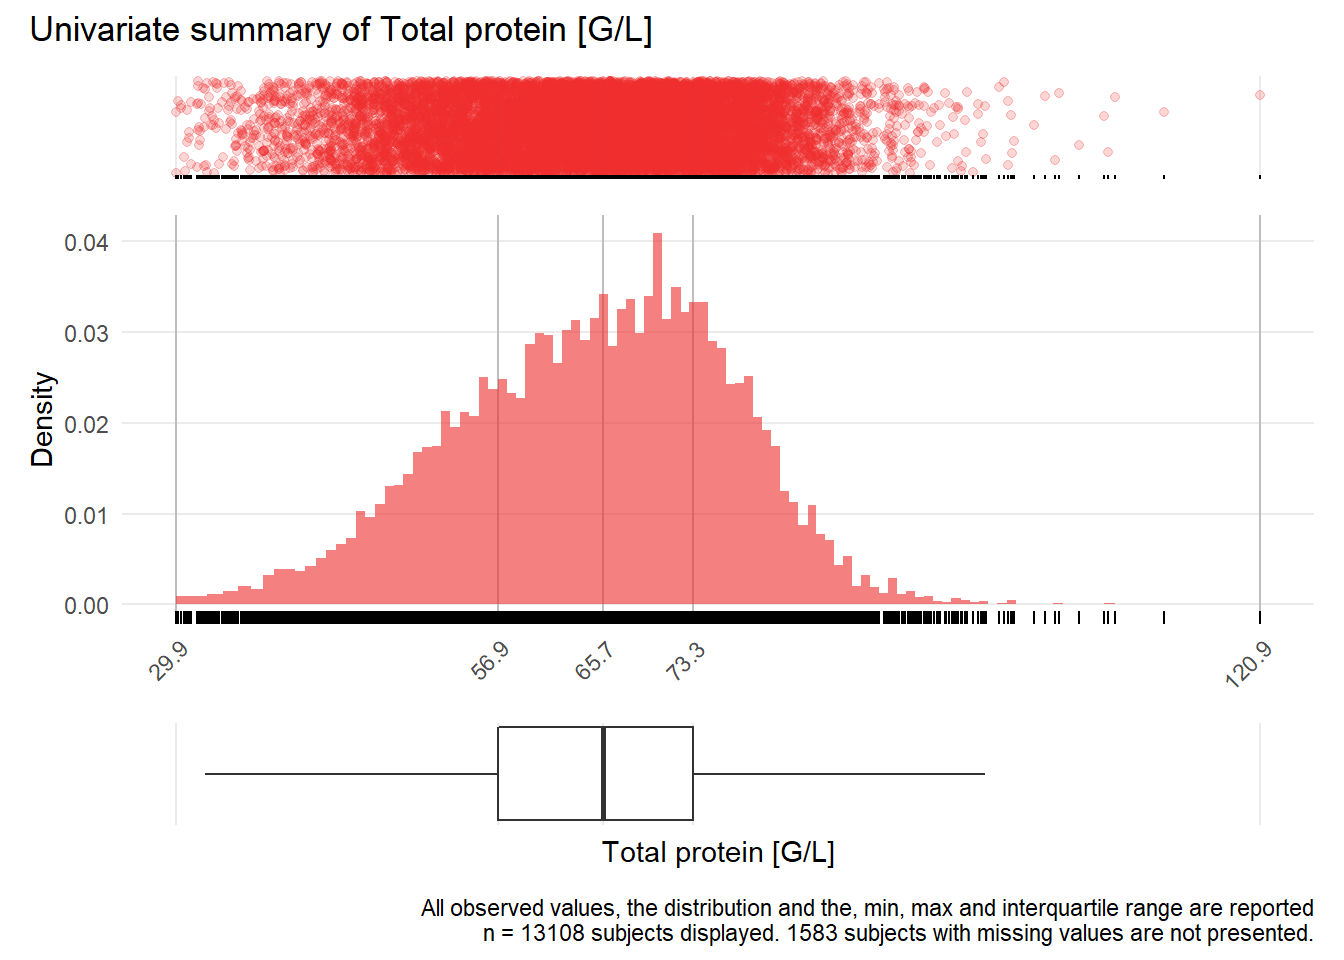 Univariate summary of Total protein [G/L]
0.04
0.03
0.02
0.01
0.00
Density
29.9
56.9
65.7
73.3
120.9
Total protein [G/L]
All observed values, the distribution and the, min, max and interquartile range are reported
n = 13108 subjects displayed. 1583 subjects with missing values are not presented.